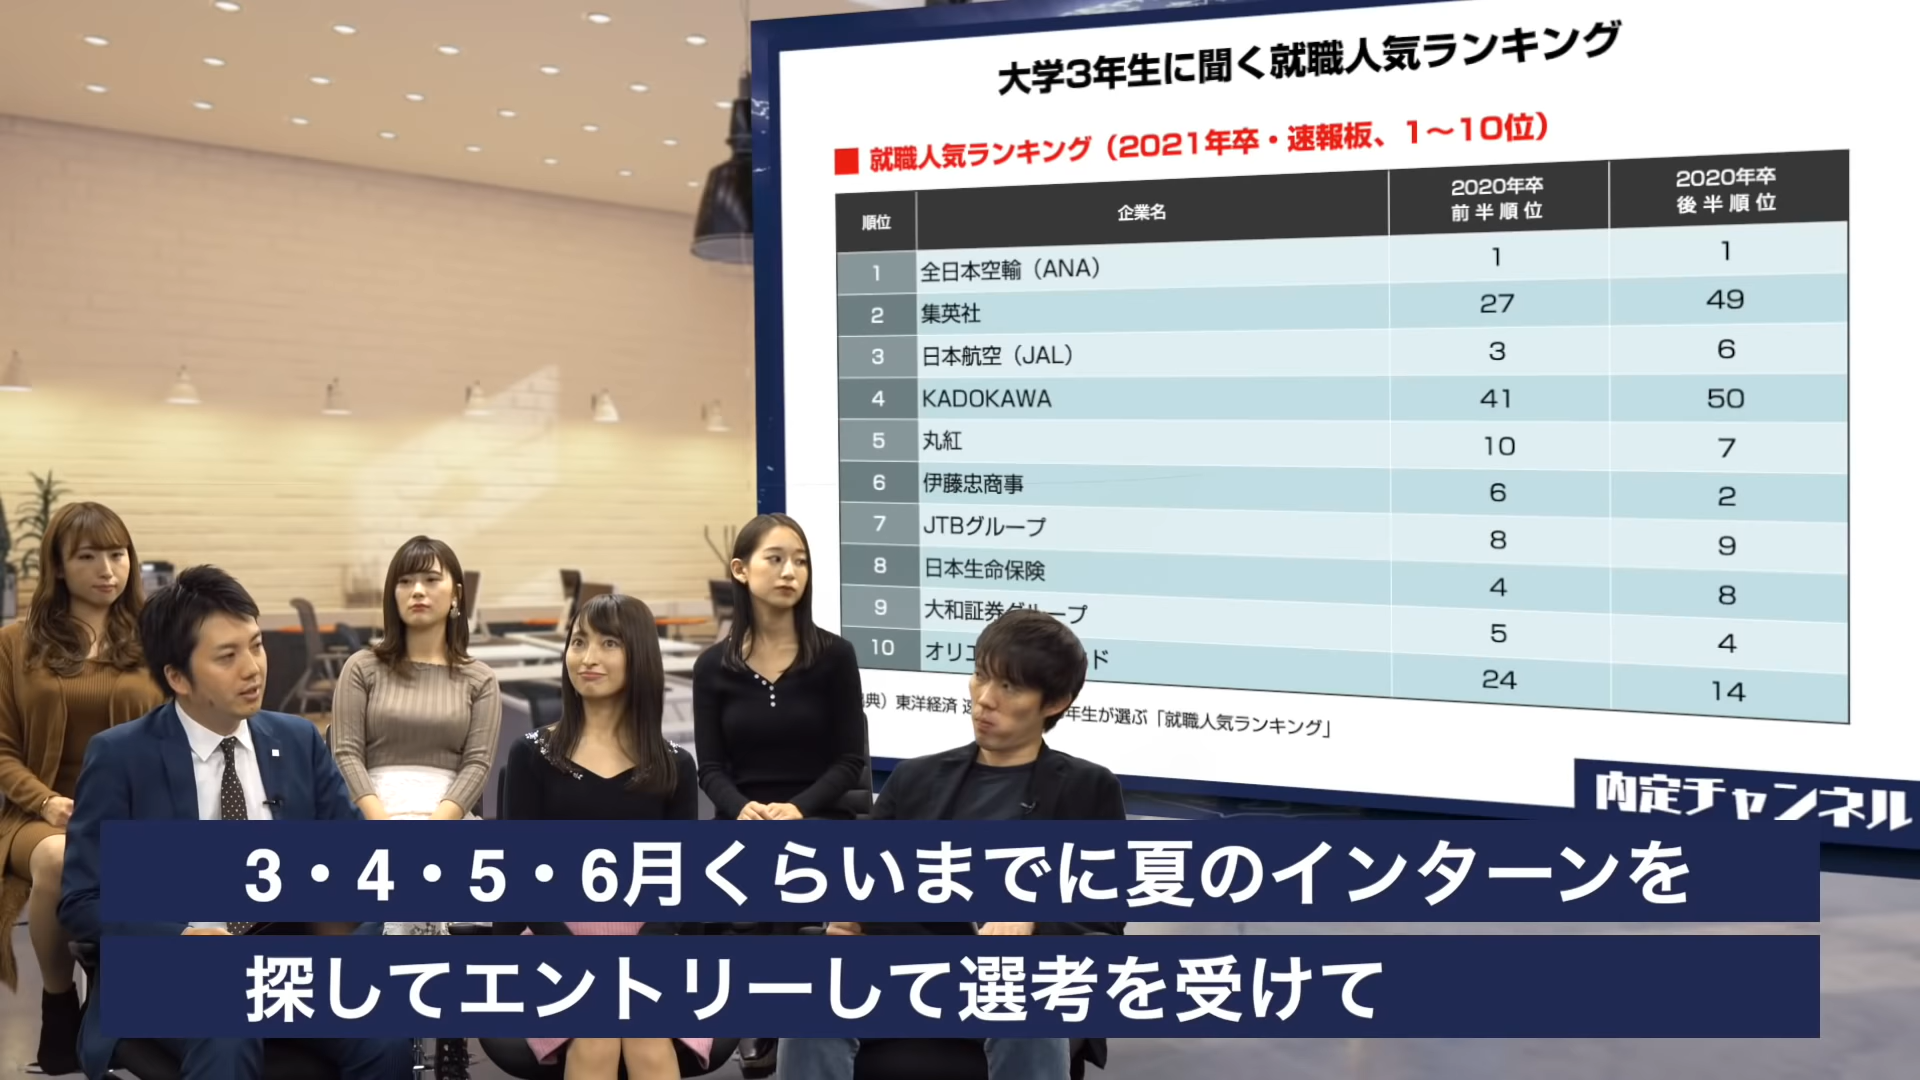 大学3年生に聞く就職人気ランキング
■ 就職人気ランキング（2021年卒・速報板、1～10位）
順位 企業名 2020年卒 前半順位 2020年卒 後半順位
1 全日本空輸（ANA） 1 1
2 集英社 27 49
3 日本航空（JAL） 3 6
4 KADOKAWA 41 50
5 丸紅 10 7
6 伊藤忠商事 6 2
7 JTBグループ 8 9
8 日本生命保険 4 8
9 大和証券グループ 5 4
10 オリエ ド 24 14
典）東洋経済 年生が選ぶ「就職人気ランキング」
内定チャンネル
3・4・5・6月くらいまでに夏のインターンを
探してエントリーして選考を受けて